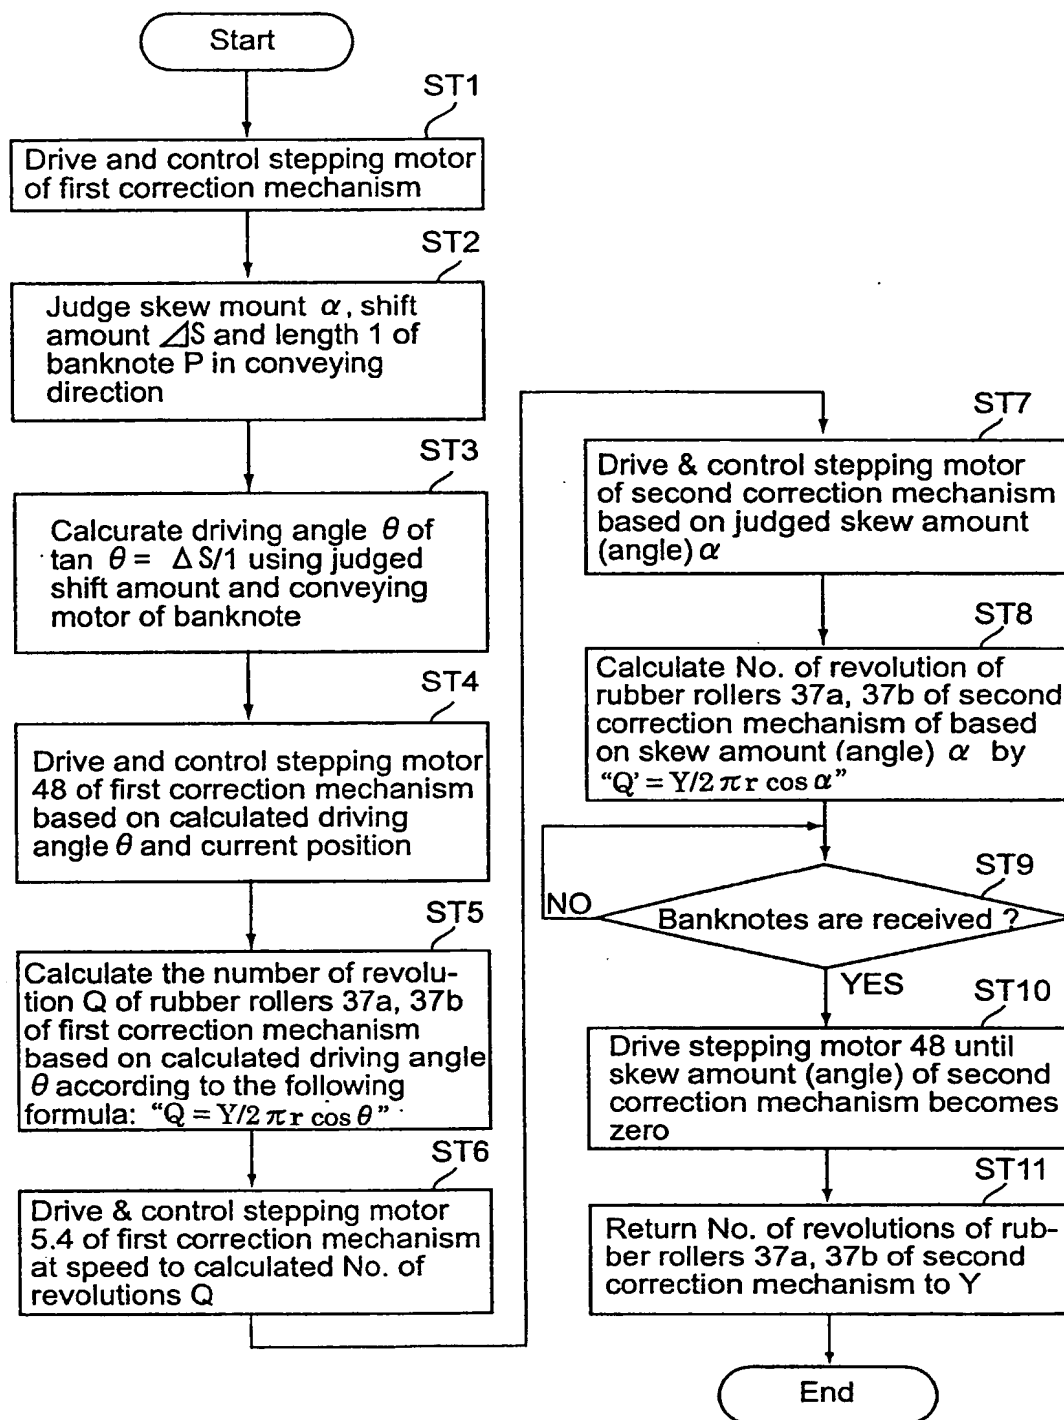 Start
ST1
Drive and control stepping motor
of first correction mechanism
ST2
Judge skew mount α, shift
amount ⊿S and length 1 of
banknote P in conveying
direction
ST3
Calcurate driving angle θ of
tan θ = ΔS/1 using judged
shift amount and conveying
motor of banknote
ST4
Drive and control stepping motor
48 of first correction mechanism
based on calculated driving
angle θ and current position
ST5
Calculate the number of revolu-
tion Q of rubber rollers 37a, 37b
of first correction mechanism
based on calculated driving angle
θ according to the following
formula: “Q = Y/2 π r cos θ”
ST6
Drive & control stepping motor
5.4 of first correction mechanism
at speed to calculated No. of
revolutions Q
ST7
Drive & control stepping motor
of second correction mechanism
based on judged skew amount
(angle) α
ST8
Calculate No. of revolution of
rubber rollers 37a, 37b of second
correction mechanism of based
on skew amount (angle) α by
“Q' = Y/2 π r cos α”
ST9
Banknotes are received ?
NO
YES
ST10
Drive stepping motor 48 until
skew amount (angle) of second
correction mechanism becomes
zero
ST11
Return No. of revolutions of rub-
ber rollers 37a, 37b of second
correction mechanism to Y
End